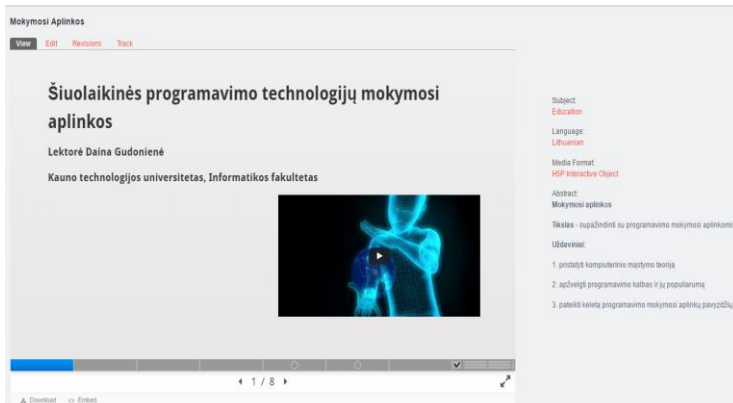 Mokymosi Aplinkos
View Edit Revisions Track
Šiuolaikinės programavimo technologijų mokymosi
aplinkos
Lektorė Daina Gudonienė
Kauno technologijos universitetas, Informatikos fakultetas
1 / 8
Download Embed
Subject:
Education
Language:
Lithuanian
Media Format:
H5P Interactive Object
Abstract:
Mokymosi aplinkos
Tikslas - supažindinti su programavimo mokymosi aplinkomis
Uždaviniai:
1. pristatyti kompiuterinio mąstymo teoriją
2. apžvelgti programavimo kalbas ir jų populiarumą
3. pateikti keletą programavimo mokymosi aplinkų pavyzdžių